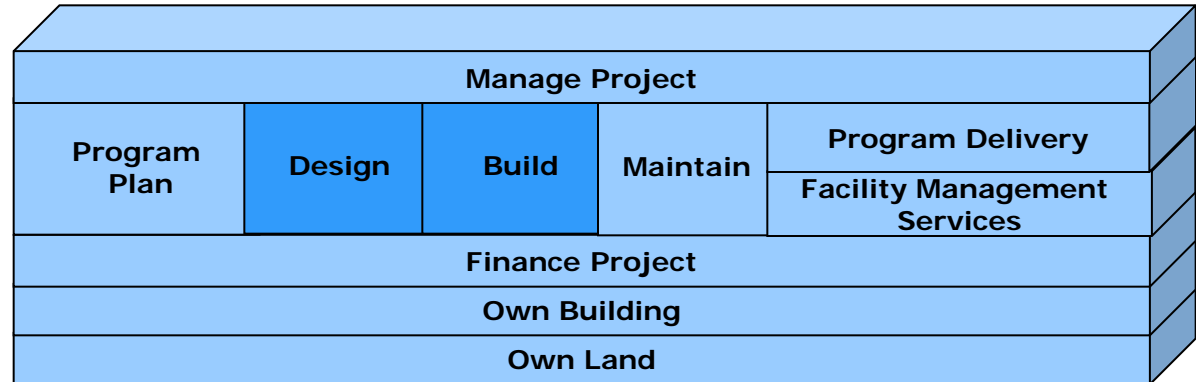 Manage Project
Program
Plan
Design
Build
Maintain
Program Delivery
Facility Management
Services
Finance Project
Own Building
Own Land